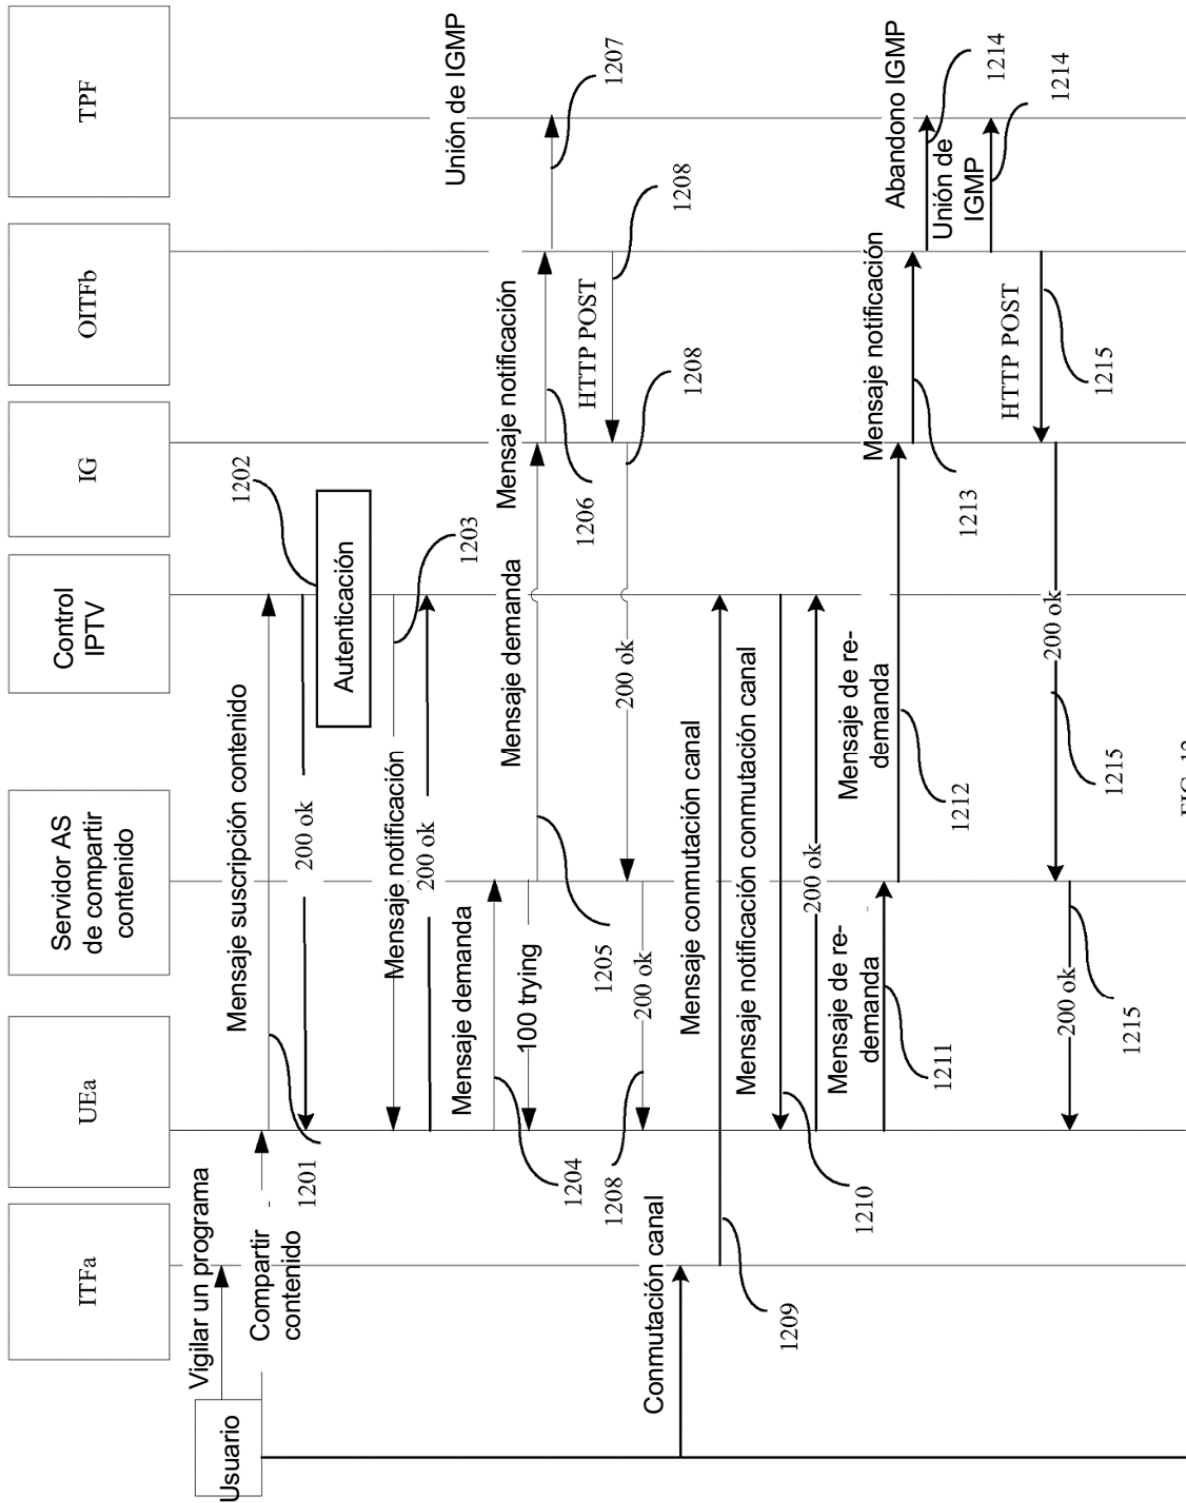 ITFa
UEa
Servidor AS
de compartir
contenido
Control
IPTV
IG
OITFb
TPF
Usuario
Vigilar un programa
Compartir
contenido
Mensaje suscripción contenido
1201
200 ok
1202
Autenticación
Mensaje notificación
1203
200 ok
Mensaje demanda
1204
100 trying
Mensaje demanda
1205
Mensaje notificación
1206
Unión de IGMP
1207
HTTP POST
1208
200 ok
1208
200 ok
1208
Conmutación canal
Mensaje conmutación canal
1209
Mensaje notificación conmutación canal
1210
200 ok
Mensaje de re-
demanda
1211
Mensaje de re-
demanda
1212
Mensaje notificación
1213
Abandono IGMP
1214
Unión de
IGMP
1214
HTTP POST
1215
200 ok
1215
200 ok
1215